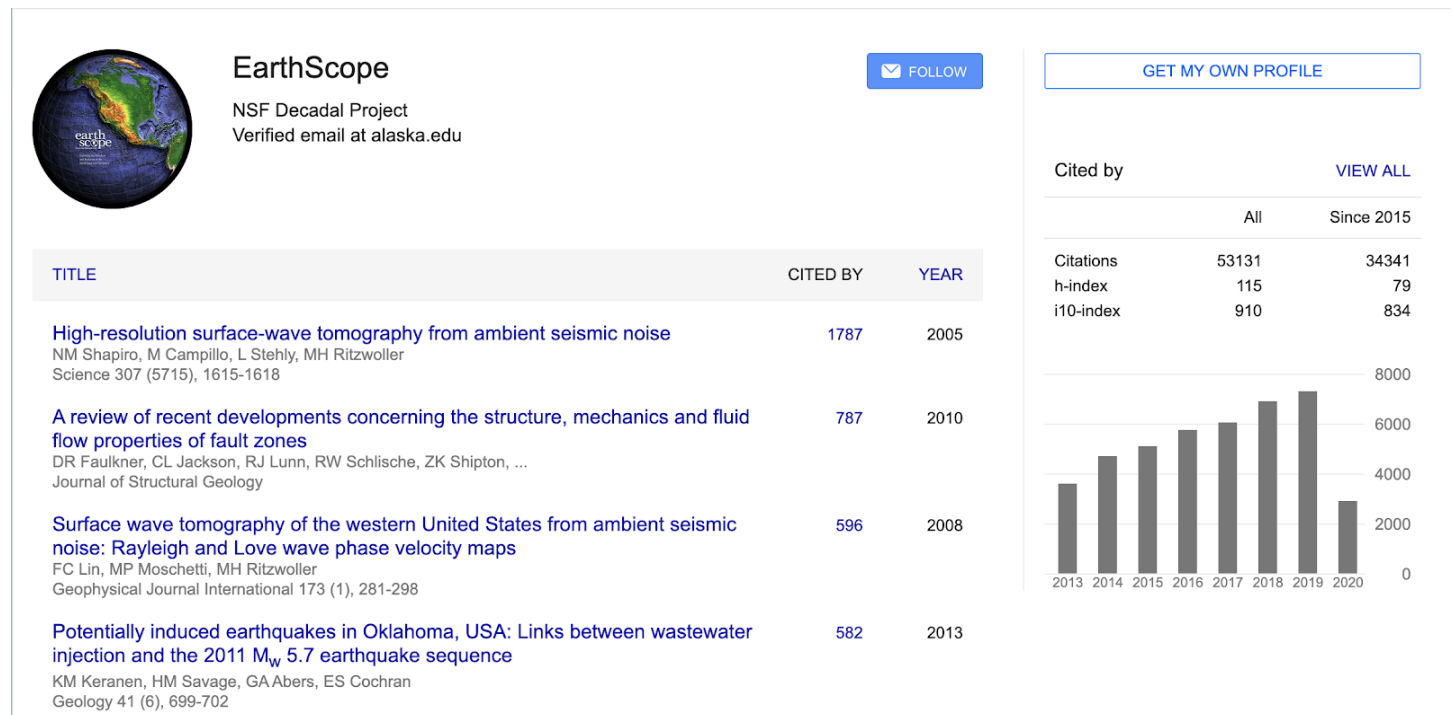 EarthScope
NSF Decadal Project
Verified email at alaska.edu
FOLLOW
earth
scope
TITLE CITED BY YEAR
High-resolution surface-wave tomography from ambient seismic noise 1787 2005
NM Shapiro, M Campillo, L Stehly, MH Ritzwoller
Science 307 (5715), 1615-1618
A review of recent developments concerning the structure, mechanics and fluid 787 2010
flow properties of fault zones
DR Faulkner, CL Jackson, RJ Lunn, RW Schlische, ZK Shipton, ...
Journal of Structural Geology
Surface wave tomography of the western United States from ambient seismic 596 2008
noise: Rayleigh and Love wave phase velocity maps
FC Lin, MP Moschetti, MH Ritzwoller
Geophysical Journal International 173 (1), 281-298
Potentially induced earthquakes in Oklahoma, USA: Links between wastewater 582 2013
injection and the 2011 Mw 5.7 earthquake sequence
KM Keranen, HM Savage, GA Abers, ES Cochran
Geology 41 (6), 699-702
GET MY OWN PROFILE
Cited by VIEW ALL
All Since 2015
Citations 53131 34341
h-index 115 79
i10-index 910 834
8000
6000
4000
2000
0
2013 2014 2015 2016 2017 2018 2019 2020